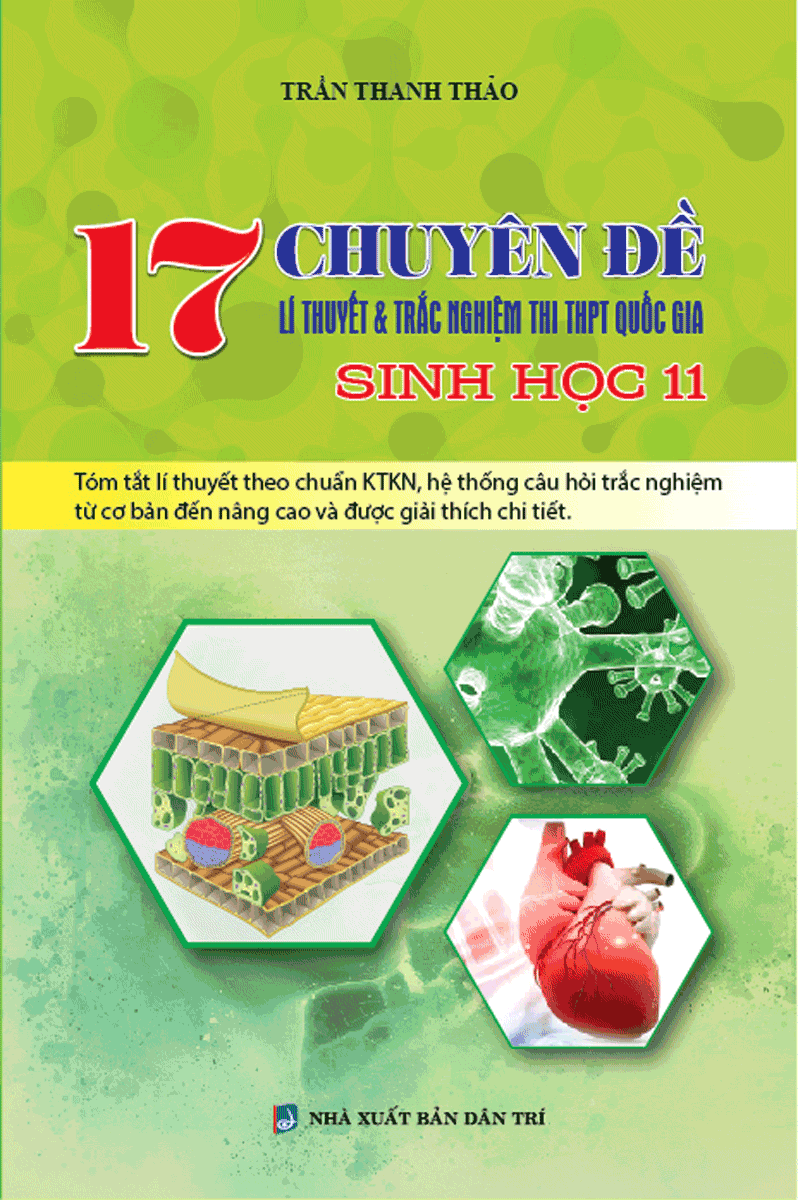 TRẦN THANH THẢO
17 CHUYÊN ĐỀ
LÍ THUYẾT & TRẮC NGHIỆM THI THPT QUỐC GIA
SINH HỌC 11
Tóm tắt lí thuyết theo chuẩn KTKN, hệ thống câu hỏi trắc nghiệm
từ cơ bản đến nâng cao và được giải thích chi tiết.
NHÀ XUẤT BẢN DÂN TRÍ